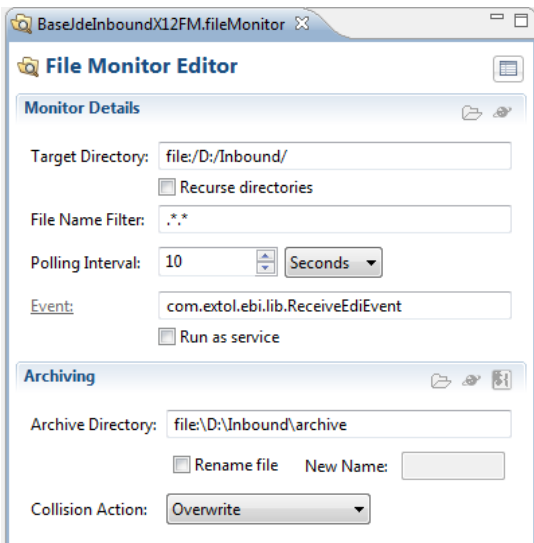 BaseJdeInboundX12FM.fileMonitor
File Monitor Editor
Monitor Details
Target Directory: file:/D:/Inbound/
Recurse directories
File Name Filter: .*.*
Polling Interval: 10 Seconds
Event: com.extol.ebi.lib.ReceiveEdiEvent
Run as service
Archiving
Archive Directory: file:\D:\Inbound\archive
Rename file New Name:
Collision Action: Overwrite